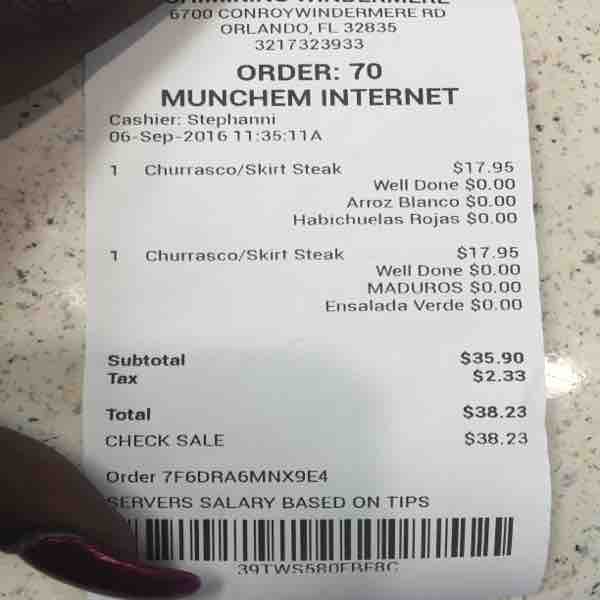 6700 CONROYWINDERMERE RD
ORLANDO, FL 32835
3217323933
ORDER: 70
MUNCHEM INTERNET
Cashier: Stephanni
06-Sep-2016 11:35:11A
1 Churrasco/Skirt Steak $17.95
Well Done $0.00
Arroz Blanco $0.00
Habichuelas Rojas $0.00
1 Churrasco/Skirt Steak $17.95
Well Done $0.00
MADUROS $0.00
Ensalada Verde $0.00
Subtotal $35.90
Tax $2.33
Total $38.23
CHECK SALE $38.23
Order 7F6DRA6MNX9E4
SERVERS SALARY BASED ON TIPS